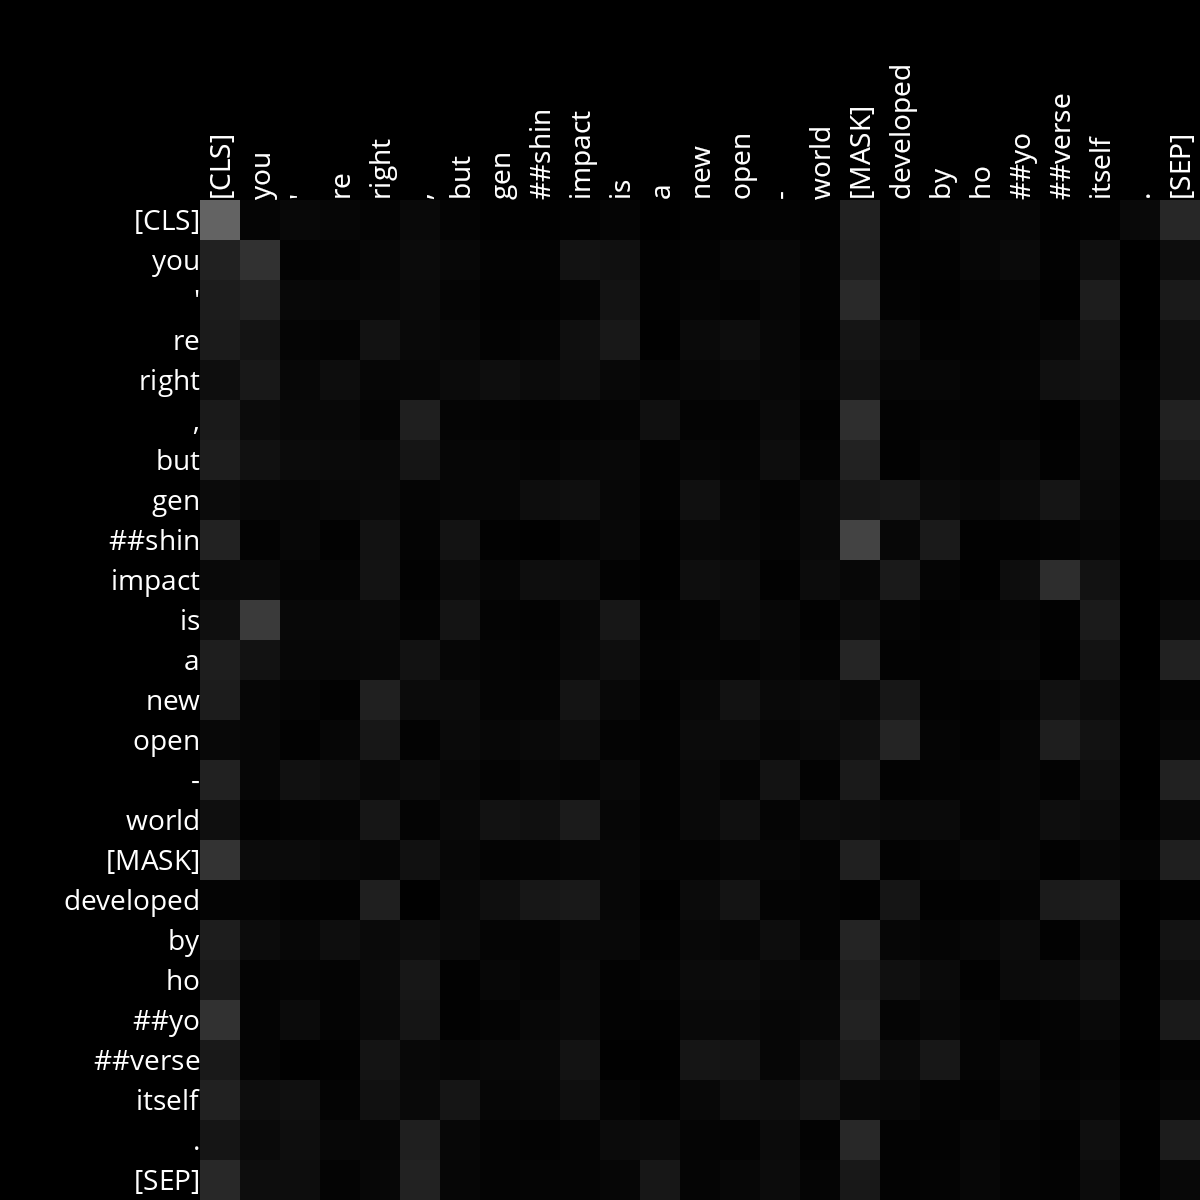 [CLS] you ' re right , but gen ##shin impact is a new open - world [MASK] developed by ho ##yo ##verse itself . [SEP]
[CLS]
you
'
re
right
,
but
gen
##shin
impact
is
a
new
open
-
world
[MASK]
developed
by
ho
##yo
##verse
itself
.
[SEP]